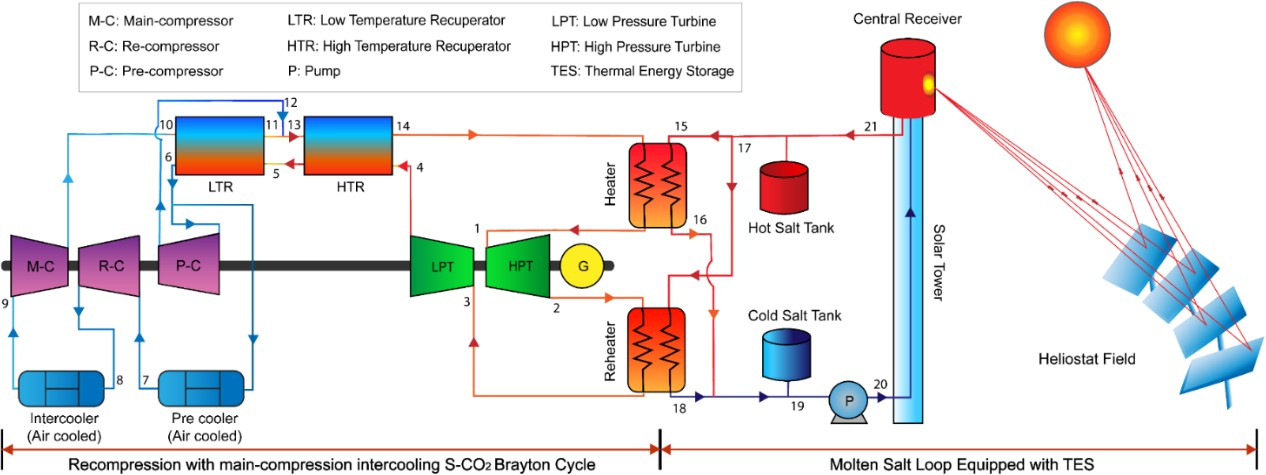 M-C: Main-compressor
LTR: Low Temperature Recuperator
LPT: Low Pressure Turbine
R-C: Re-compressor
HTR: High Temperature Recuperator
HPT: High Pressure Turbine
P-C: Pre-compressor
P: Pump
TES: Thermal Energy Storage
Central Receiver
12
10
11
13
14
15
21
17
6
5
4
LTR
HTR
Heater
Hot Salt Tank
16
1
M-C
R-C
P-C
LPT
HPT
G
Solar Tower
9
3
2
Cold Salt Tank
Reheater
Heliostat Field
8
7
18
19
P
20
Intercooler
(Air cooled)
Pre cooler
(Air cooled)
Recompression with main-compression intercooling S-CO₂ Brayton Cycle
Molten Salt Loop Equipped with TES